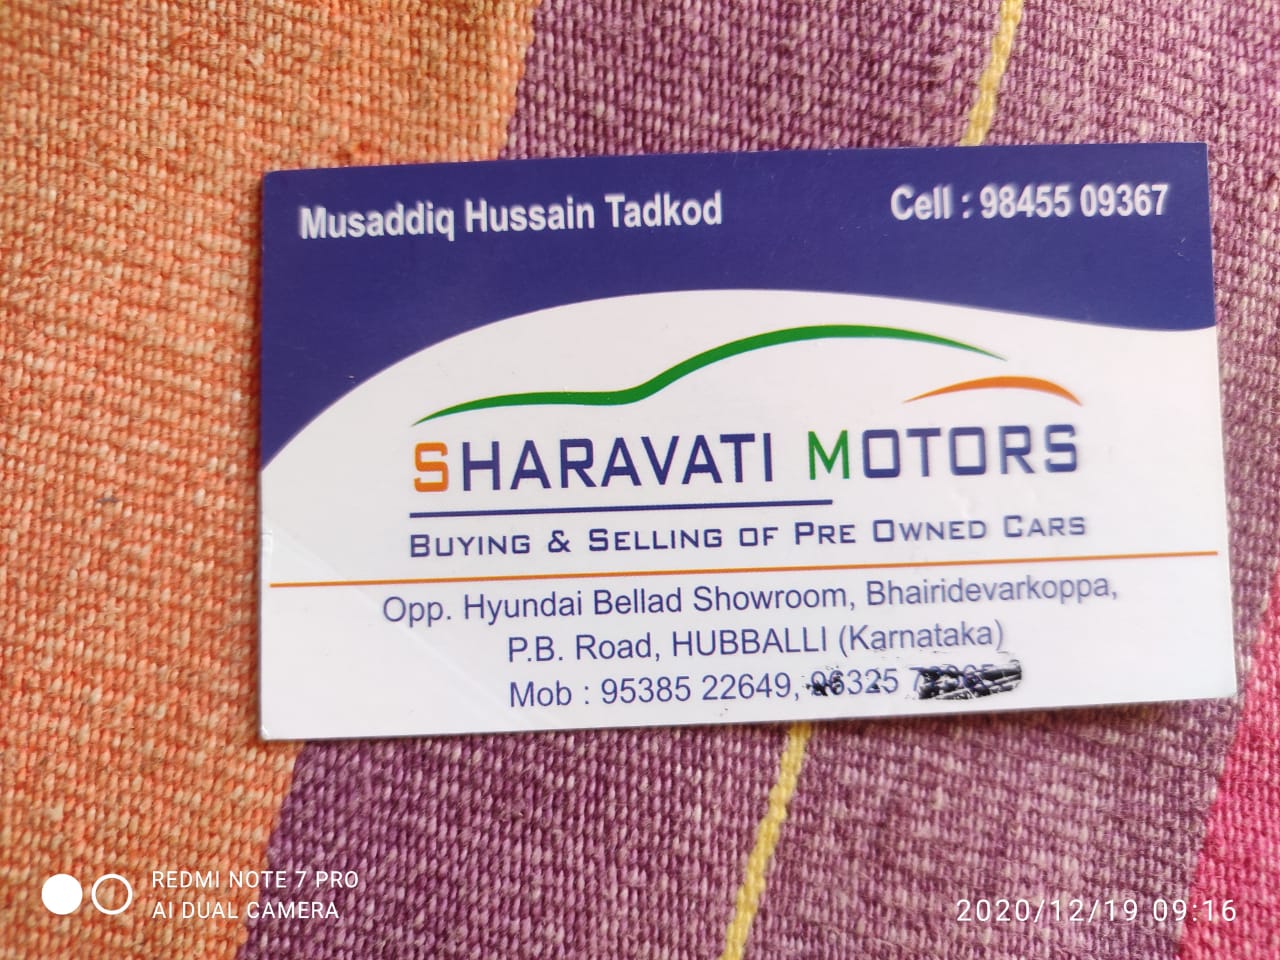 Musaddiq Hussain Tadkod
Cell : 98455 09367
SHARAVATI MOTORS
BUYING & SELLING OF PRE OWNED CARS
Opp. Hyundai Bellad Showroom, Bhairidevarkoppa,
P.B. Road, HUBBALLI (Karnataka)
Mob : 95385 22649,
REDMI NOTE 7 PRO
AI DUAL CAMERA
2020/12/19 09:16